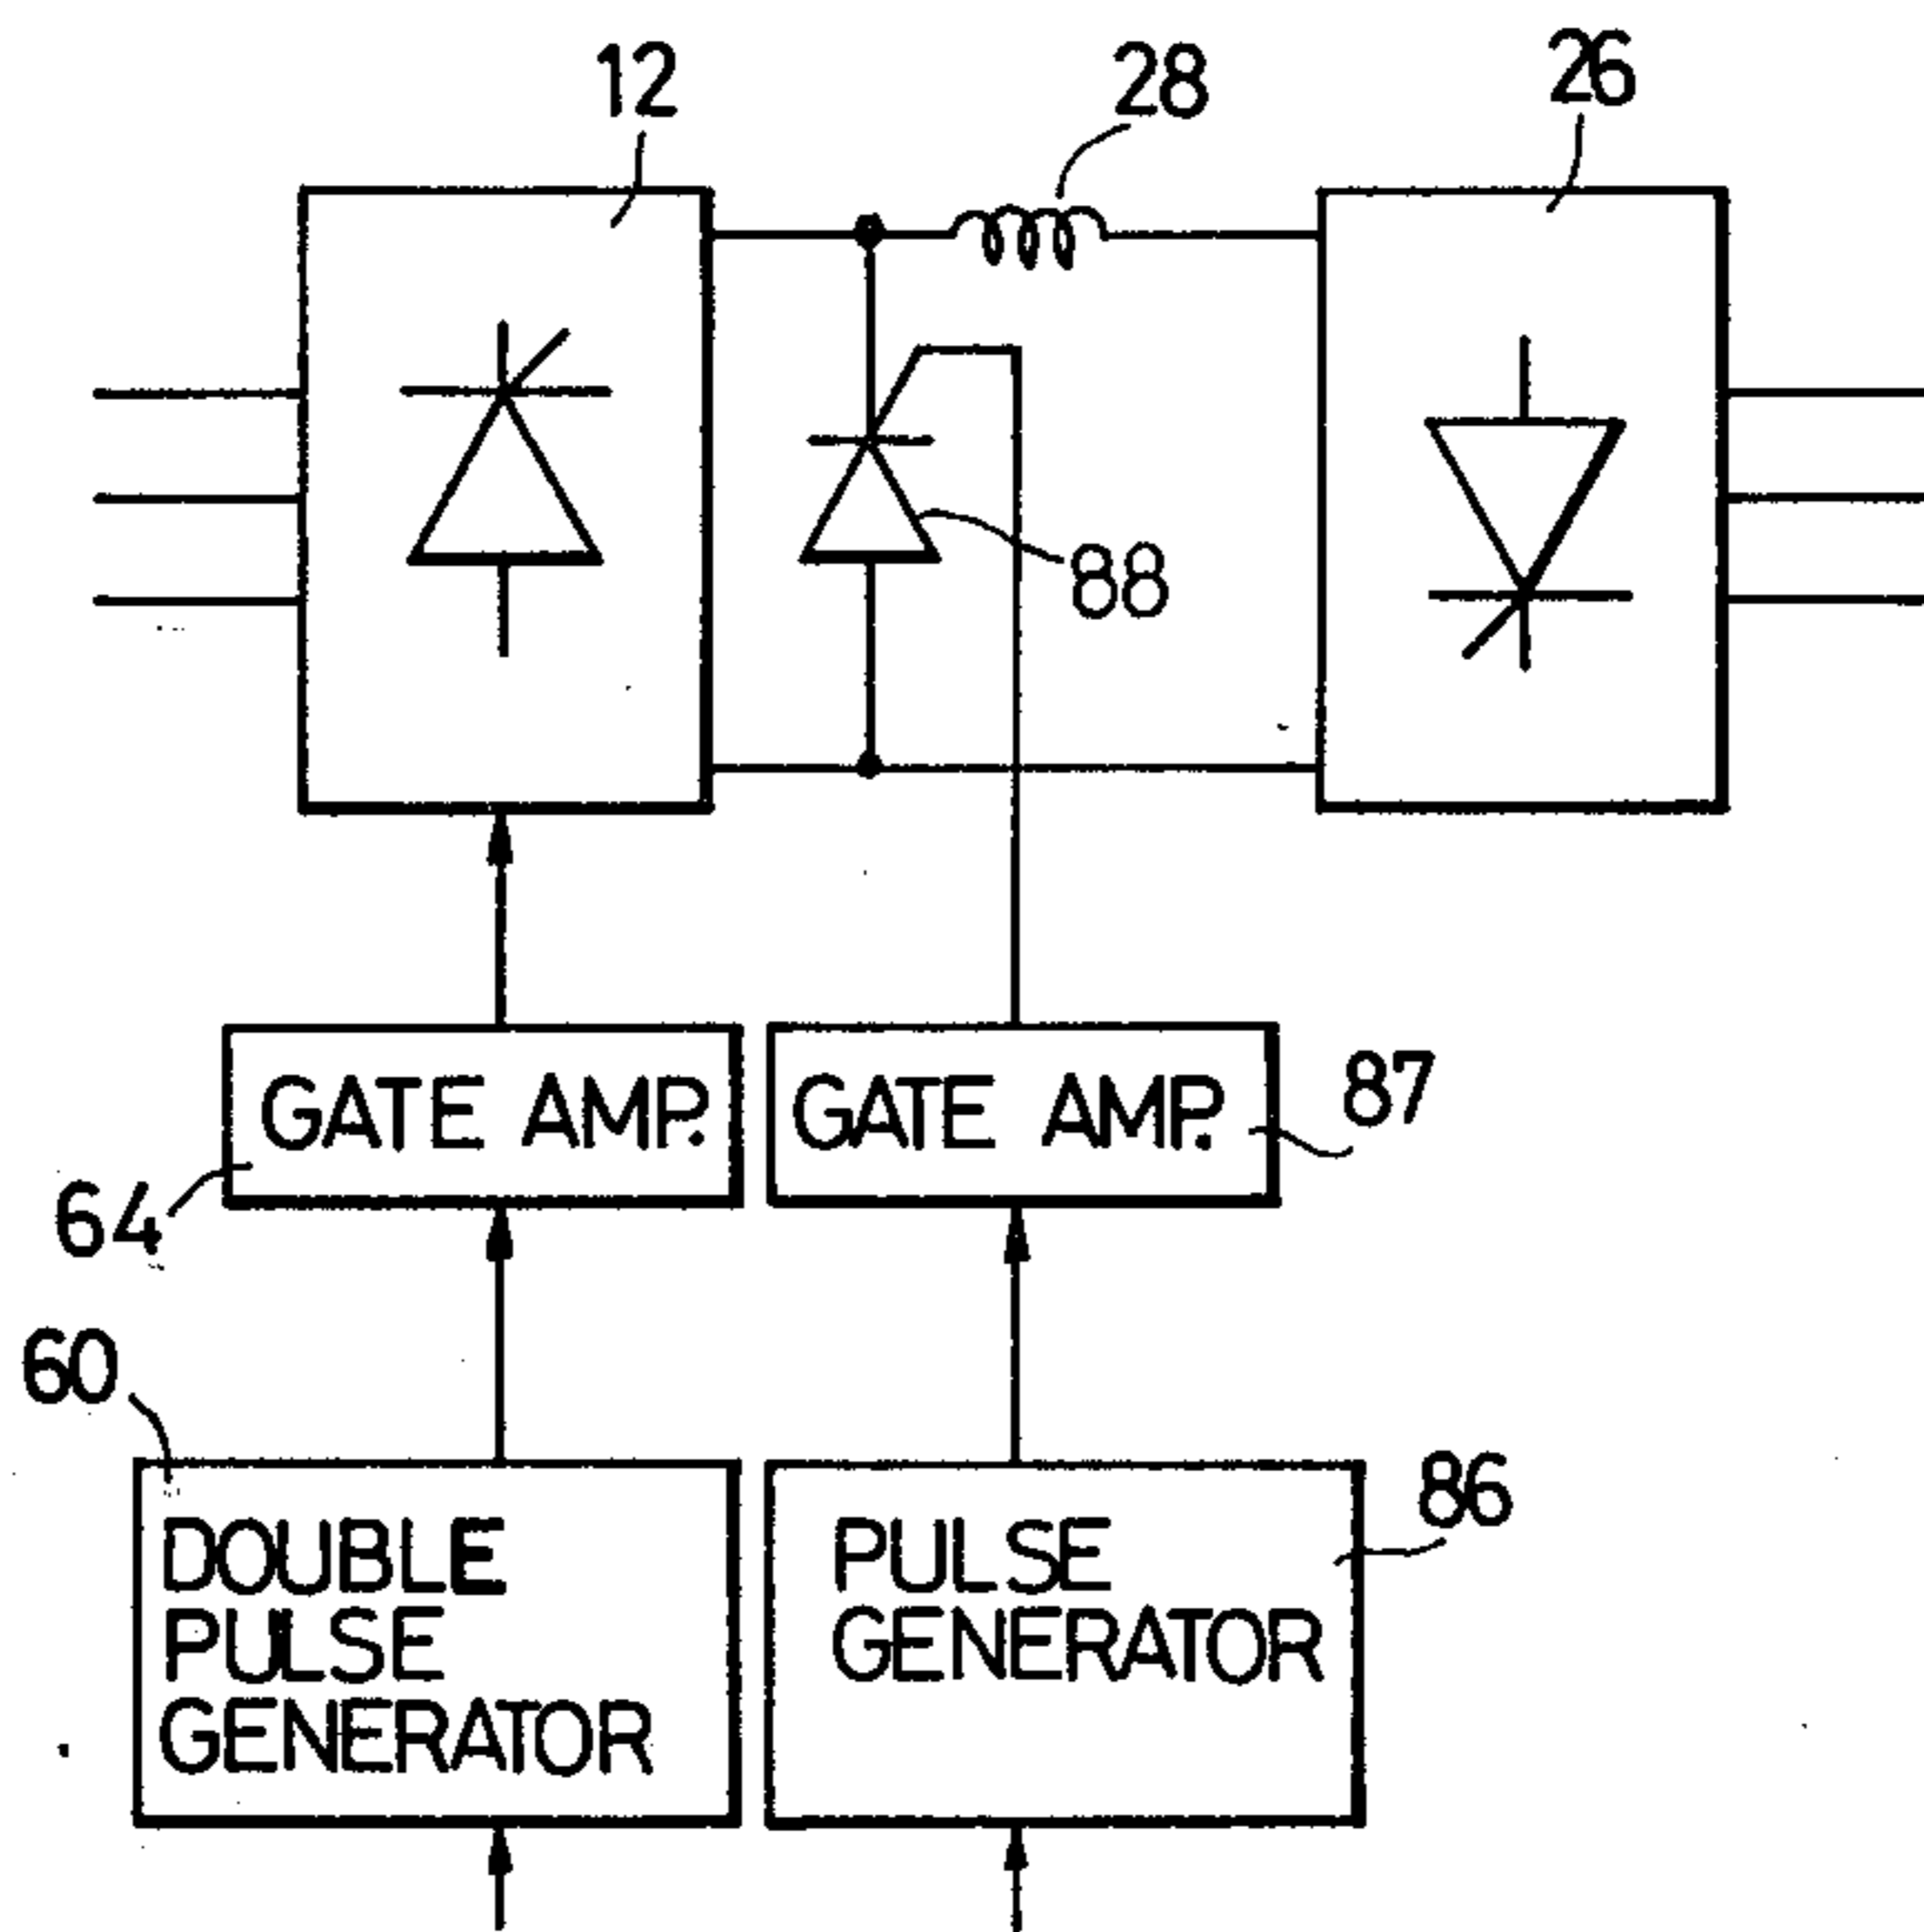 12
28
26
88
GATE AMP.
GATE AMP.
87
64
60
86
DOUBLE
PULSE
GENERATOR
PULSE
GENERATOR